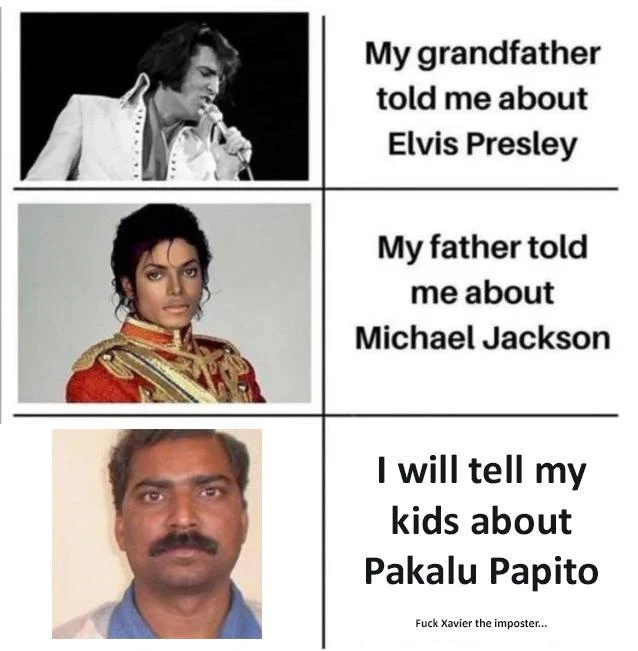 My grandfather
told me about
Elvis Presley
My father told
me about
Michael Jackson
I will tell my
kids about
Pakalu Papito
Fuck Xavier the imposter...